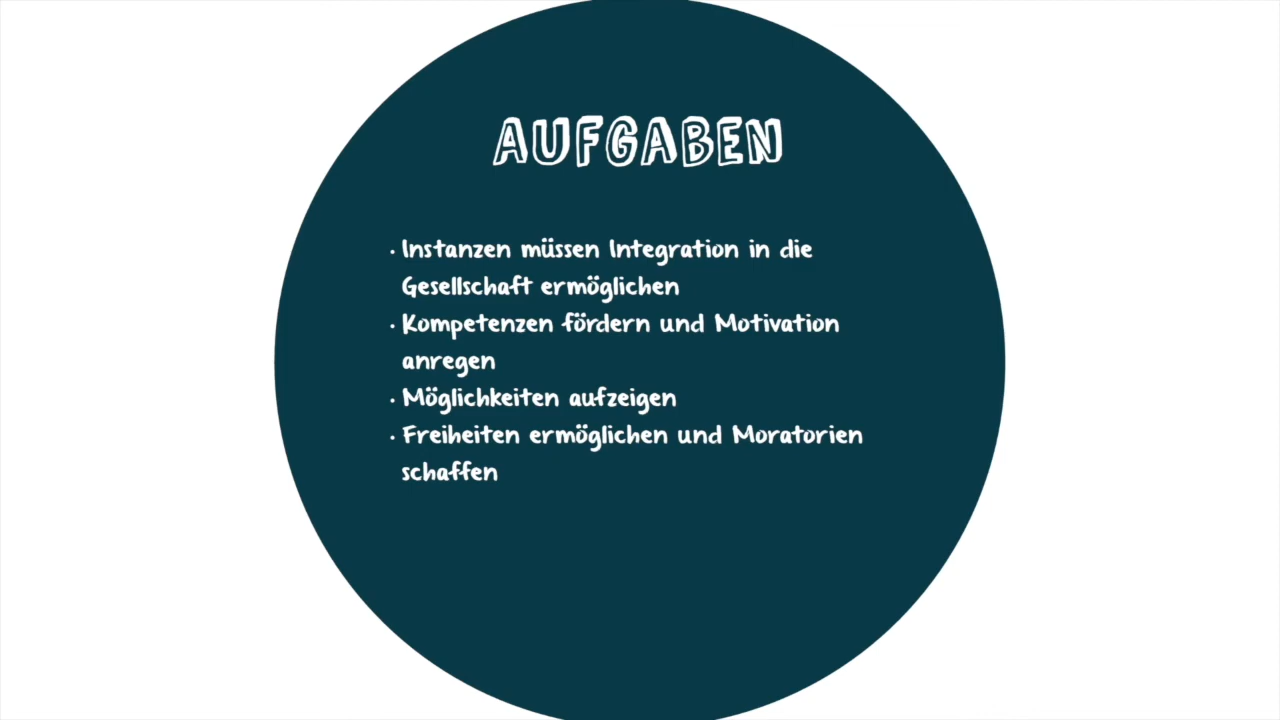 AUFGABEN
· Instanzen müssen Integration in die
Gesellschaft ermöglichen
· Kompetenzen fördern und Motivation
anregen
· Möglichkeiten aufzeigen
· Freiheiten ermöglichen und Moratorien
schaffen